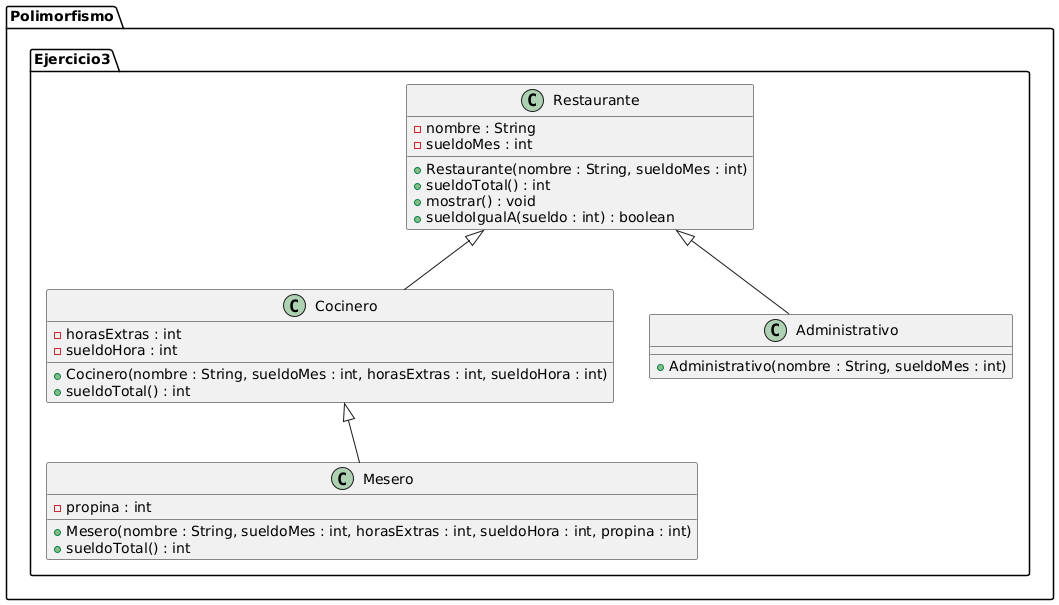 Polimorfismo
Ejercicio3
C Restaurante
nombre : String
sueldoMes : int
Restaurante(nombre : String, sueldoMes : int)
sueldoTotal() : int
mostrar() : void
sueldoIgualA(sueldo : int) : boolean
C Cocinero
horasExtras : int
sueldoHora : int
Cocinero(nombre : String, sueldoMes : int, horasExtras : int, sueldoHora : int)
sueldoTotal() : int
C Administrativo
Administrativo(nombre : String, sueldoMes : int)
C Mesero
propina : int
Mesero(nombre : String, sueldoMes : int, horasExtras : int, sueldoHora : int, propina : int)
sueldoTotal() : int